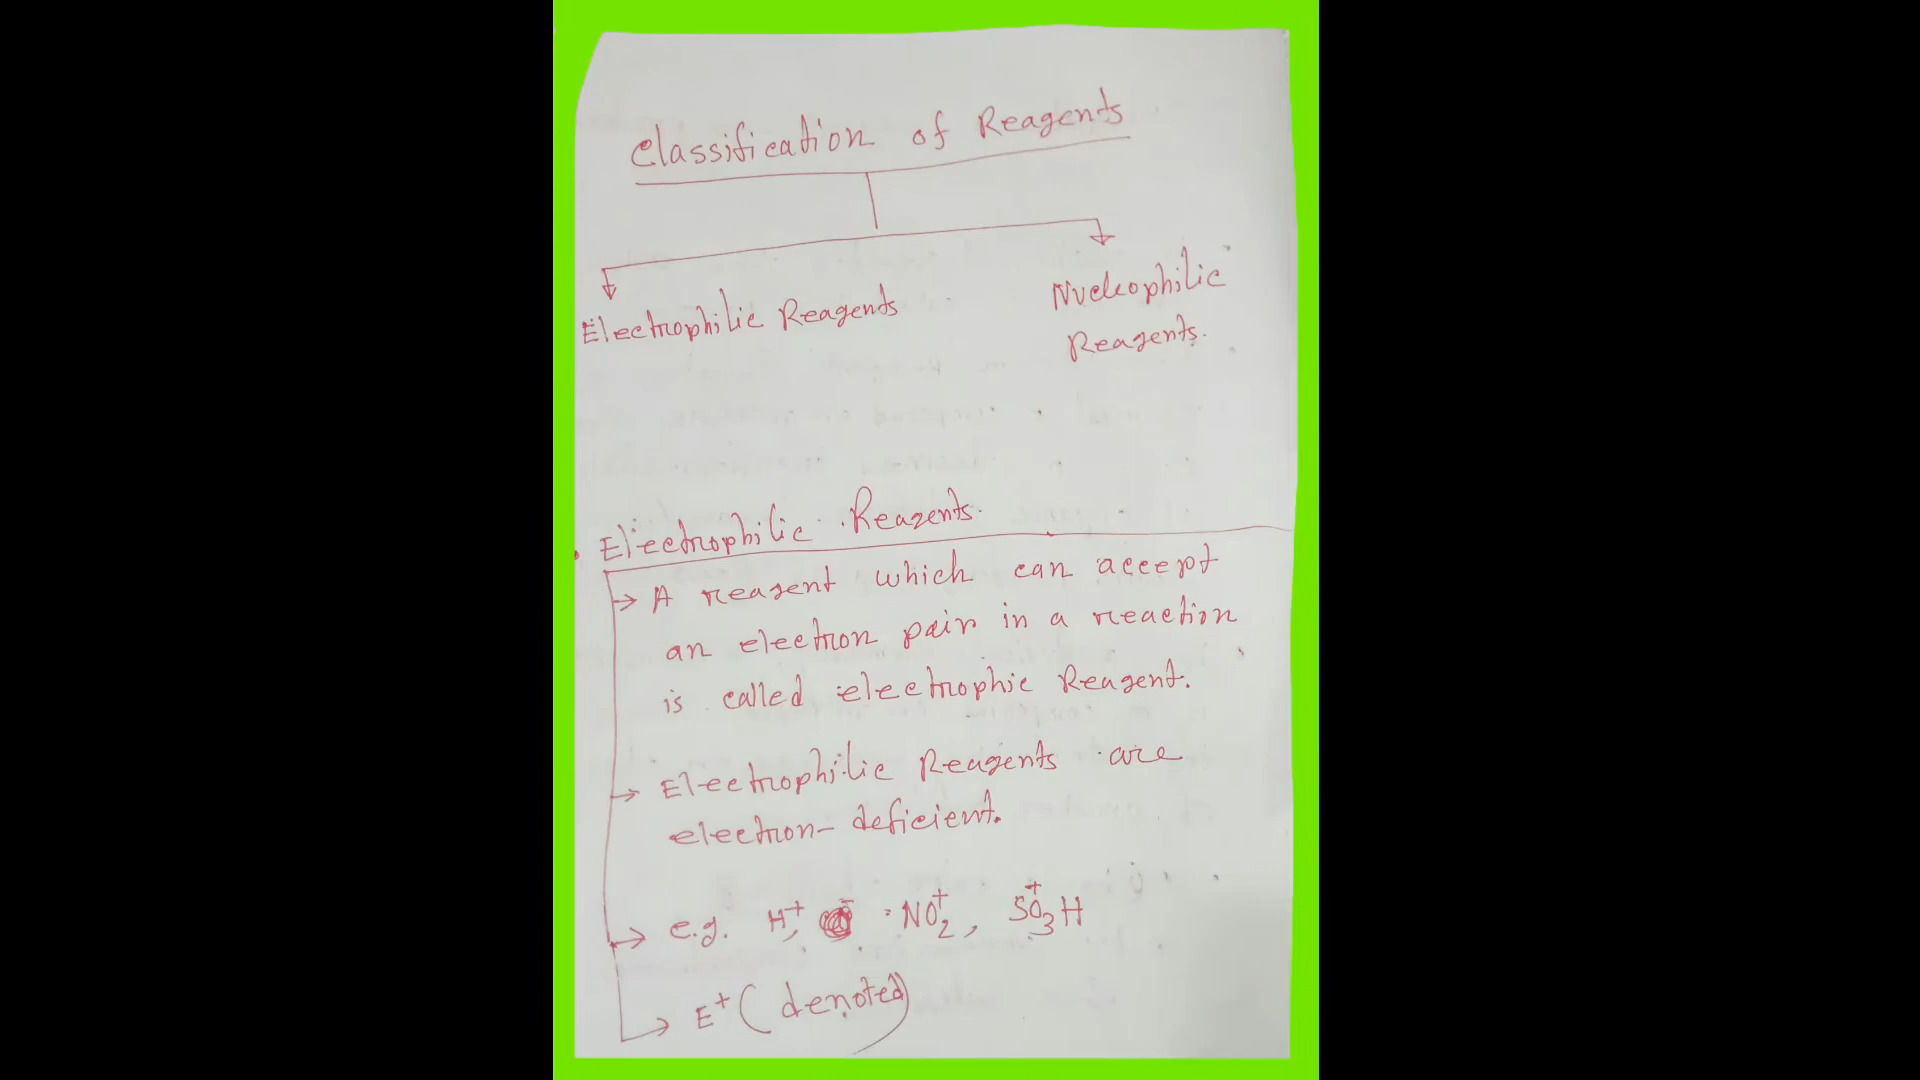 Classification of Reagents
Electrophilic Reagents
Nucleophilic
Reagents.
Electrophilic Reagents.
→ A reagent which can accept
an electron pair in a reaction
is called electrophic Reagent.
→ Electrophilic Reagents are
electron-deficient.
→ e.g. H⁺, NO₂⁺, SO₃⁺H
→ E⁺ (denoted)